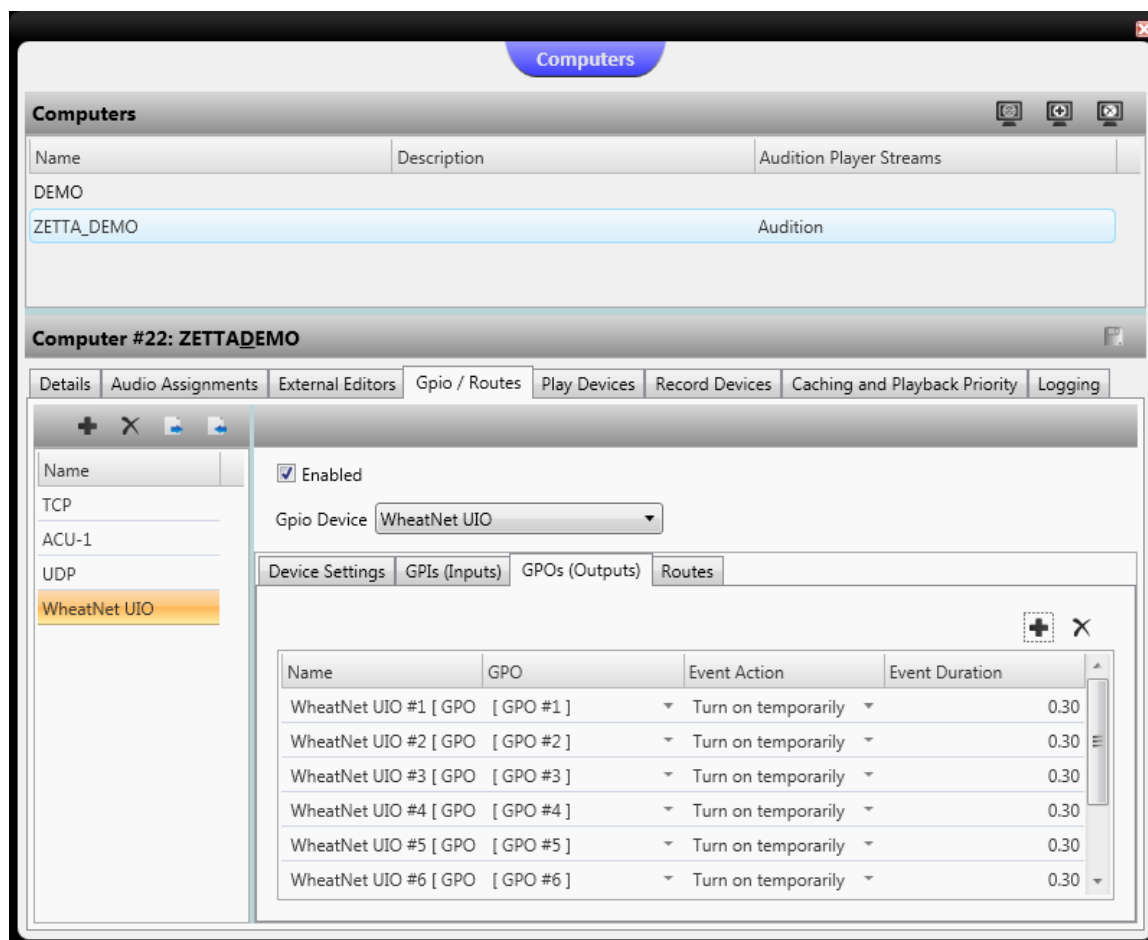 Computers
Computers
Name Description Audition Player Streams
DEMO
ZETTA_DEMO Audition
Computer #22: ZETTADEMO
Details Audio Assignments External Editors Gpio / Routes Play Devices Record Devices Caching and Playback Priority Logging
Name
Enabled
TCP
Gpio Device WheatNet UIO
ACU-1
UDP
Device Settings GPIs (Inputs) GPOs (Outputs) Routes
WheatNet UIO
Name GPO Event Action Event Duration
WheatNet UIO #1 [ GPO [ GPO #1 ] Turn on temporarily 0.30
WheatNet UIO #2 [ GPO [ GPO #2 ] Turn on temporarily 0.30
WheatNet UIO #3 [ GPO [ GPO #3 ] Turn on temporarily 0.30
WheatNet UIO #4 [ GPO [ GPO #4 ] Turn on temporarily 0.30
WheatNet UIO #5 [ GPO [ GPO #5 ] Turn on temporarily 0.30
WheatNet UIO #6 [ GPO [ GPO #6 ] Turn on temporarily 0.30